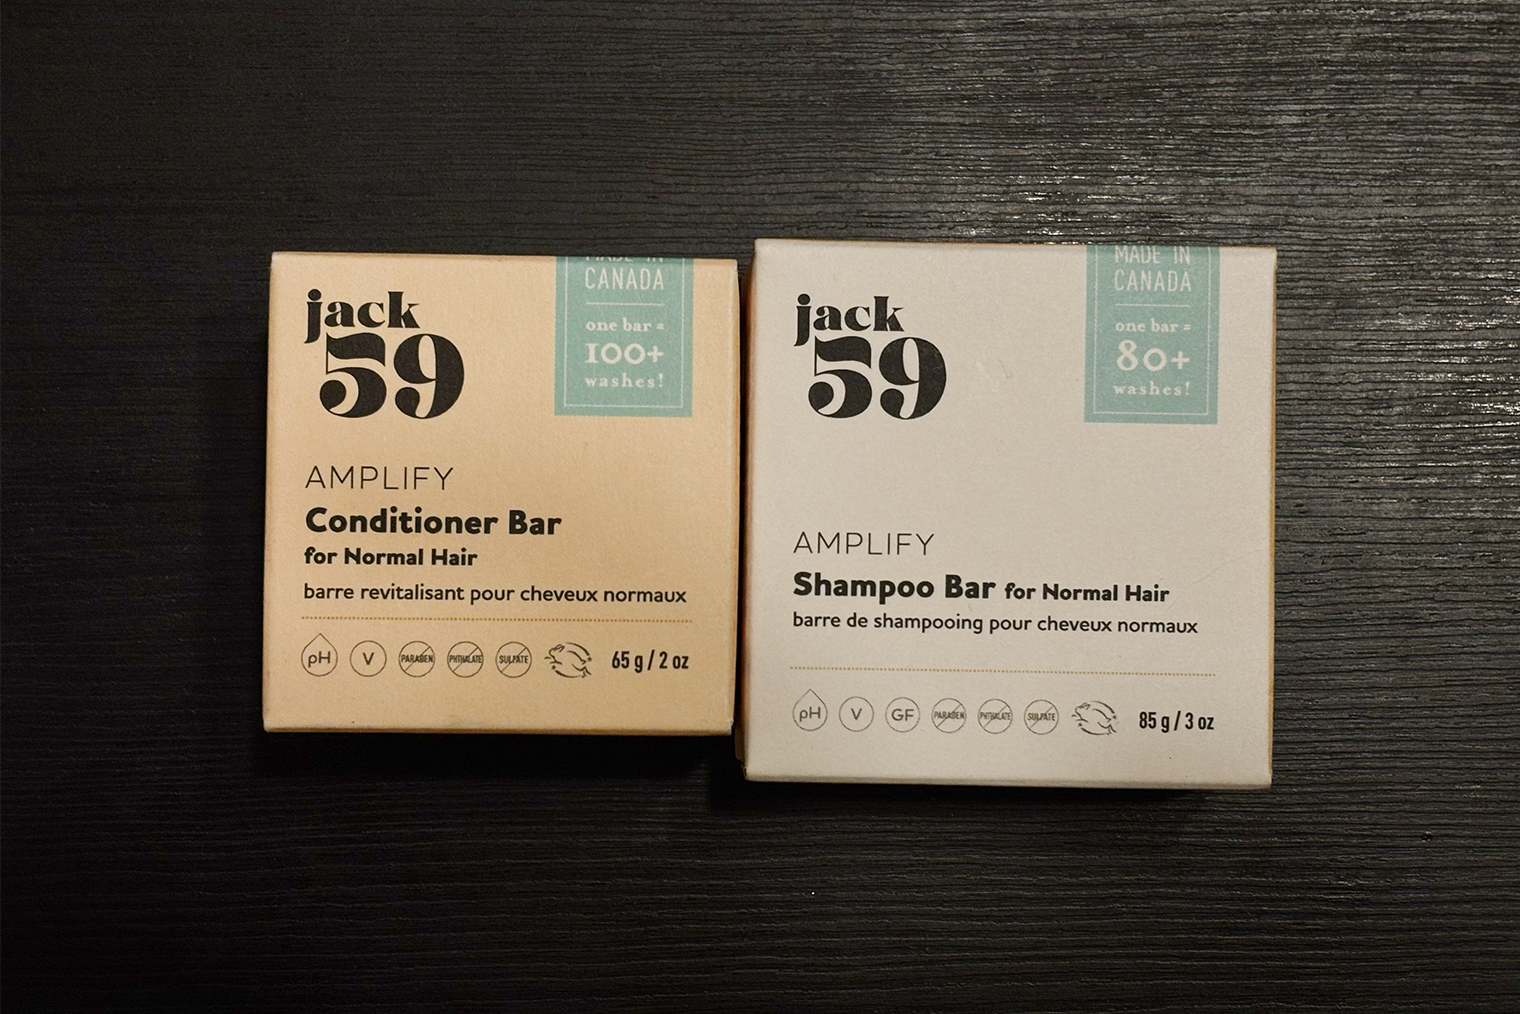 jack
59
MADE IN
CANADA
one bar =
100+
washes!
AMPLIFY
Conditioner Bar
for Normal Hair
barre revitalisant pour cheveux normaux
pH V PARABEN PHTHALATE SULFATE 65 g / 2 oz
jack
59
MADE IN
CANADA
one bar =
80+
washes!
AMPLIFY
Shampoo Bar for Normal Hair
barre de shampooing pour cheveux normaux
pH V GF PARABEN PHTHALATE SULFATE 85 g / 3 oz